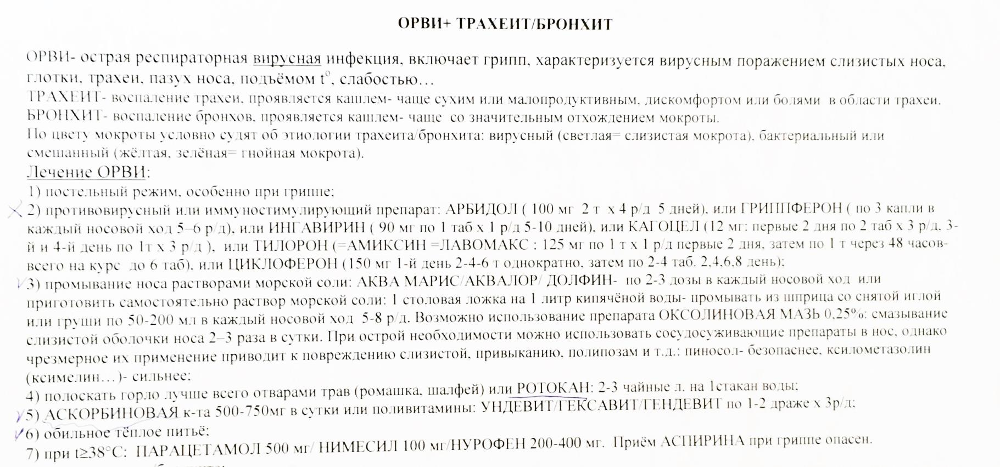 ОРВИ+ ТРАХЕИТ/БРОНХИТ
ОРВИ- острая респираторная вирусная инфекция, включает грипп, характеризуется вирусным поражением слизистых носа,
глотки, трахеи, пазух носа, подъёмом t°, слабостью…
ТРАХЕИТ- воспаление трахеи, проявляется кашлем- чаще сухим или малопродуктивным, дискомфортом или болями в области трахеи.
БРОНХИТ- воспаление бронхов, проявляется кашлем- чаще со значительным отхождением мокроты.
По цвету мокроты условно судят об этиологии трахеита/бронхита: вирусный (светлая= слизистая мокрота), бактериальный или
смешанный (жёлтая, зелёная= гнойная мокрота).
Лечение ОРВИ:
1) постельный режим, особенно при гриппе;
2) противовирусный или иммуностимулирующий препарат: АРБИДОЛ ( 100 мг 2 т х 4 р/д 5 дней), или ГРИППФЕРОН ( по 3 капли в
каждый носовой ход 5–6 р/д), или ИНГАВИРИН ( 90 мг по 1 таб х 1 р/д 5-10 дней), или КАГОЦЕЛ (12 мг: первые 2 дня по 2 таб х 3 р/д, 3-
й и 4-й день по 1т х 3 р/д ), или ТИЛОРОН (=АМИКСИН =ЛАВОМАКС : 125 мг по 1 т х 1 р/д первые 2 дня, затем по 1 т через 48 часов-
всего на курс до 6 таб), или ЦИКЛОФЕРОН (150 мг 1-й день 2-4-6 т однократно, затем по 2-4 таб. 2,4,6,8 день);
3) промывание носа растворами морской соли: АКВА МАРИС/АКВАЛОР/ ДОЛФИН- по 2-3 дозы в каждый носовой ход или
приготовить самостоятельно раствор морской соли: 1 столовая ложка на 1 литр кипячёной воды- промывать из шприца со снятой иглой
или груши по 50-200 мл в каждый носовой ход 5-8 р/д. Возможно использование препарата ОКСОЛИНОВАЯ МАЗЬ 0,25%: смазывание
слизистой оболочки носа 2–3 раза в сутки. При острой необходимости можно использовать сосудосуживающие препараты в нос, однако
чрезмерное их применение приводит к повреждению слизистой, привыканию, полипозам и т.д.: пиносол- безопаснее, ксилометазолин
(ксимелин…)- сильнее;
4) полоскать горло лучше всего отварами трав (ромашка, шалфей) или РОТОКАН: 2-3 чайные л. на 1стакан воды;
5) АСКОРБИНОВАЯ к-та 500-750мг в сутки или поливитамины: УНДЕВИТ/ГЕКСАВИТ/ГЕНДЕВИТ по 1-2 драже х 3р/д;
6) обильное тёплое питьё;
7) при t≥38°С: ПАРАЦЕТАМОЛ 500 мг/ НИМЕСИЛ 100 мг/НУРОФЕН 200-400 мг. Приём АСПИРИНА при гриппе опасен.